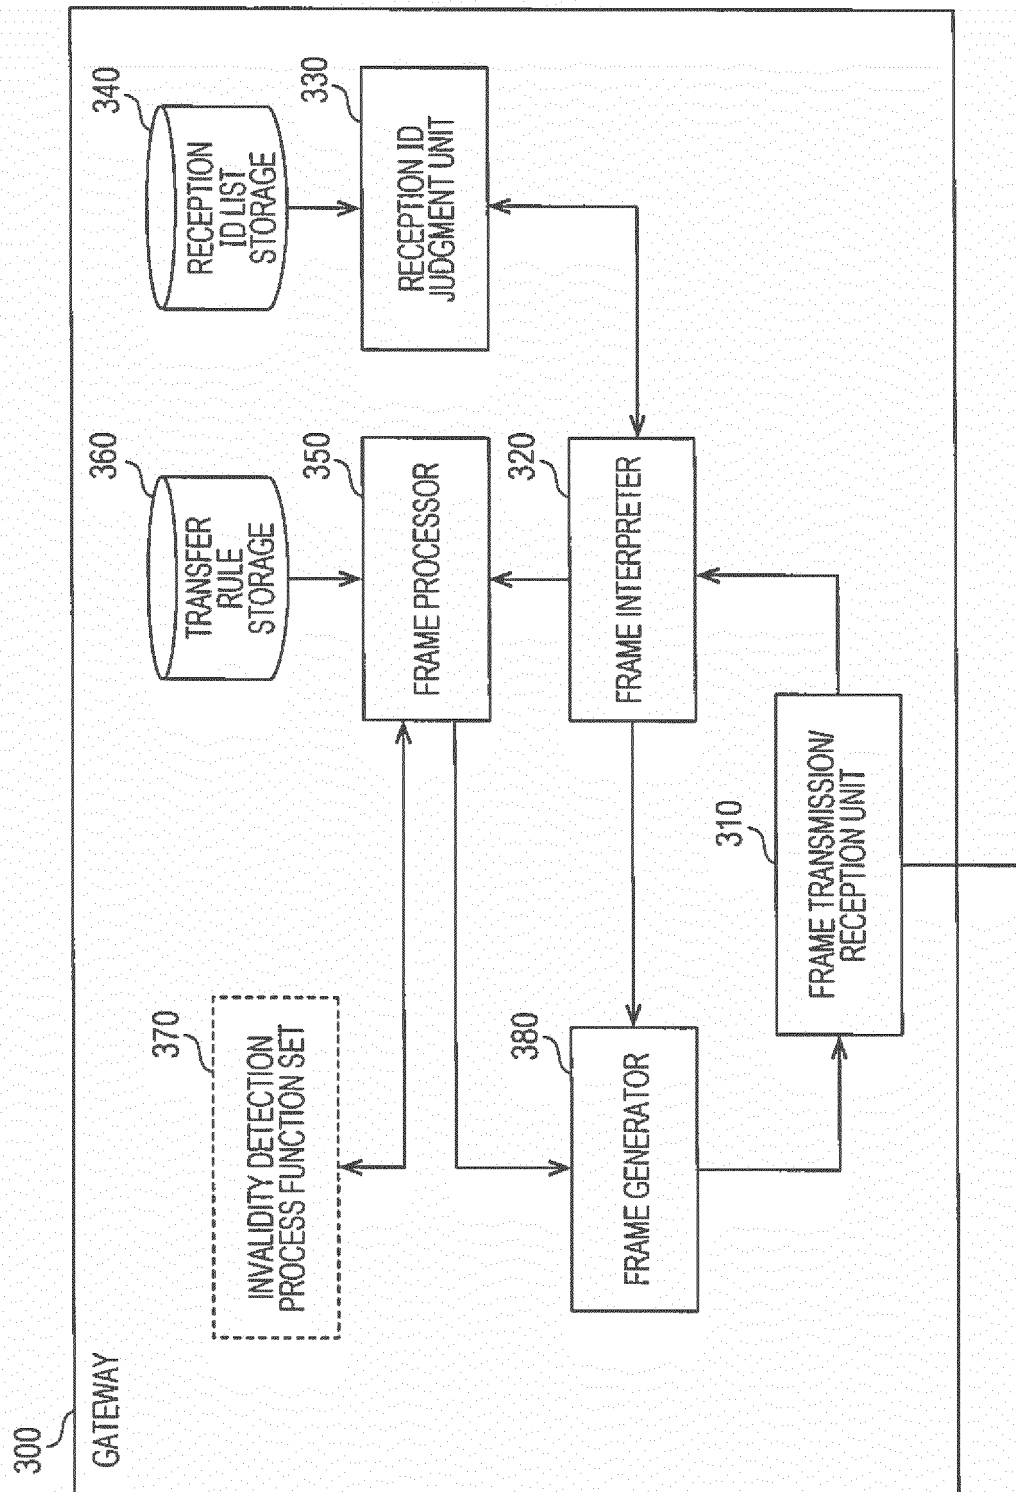 300
GATEWAY
370
INVALIDITY DETECTION
PROCESS FUNCTION SET
360
TRANSFER
RULE
STORAGE
340
RECEPTION
ID LIST
STORAGE
350
FRAME PROCESSOR
330
RECEPTION ID
JUDGMENT UNIT
380
FRAME GENERATOR
320
FRAME INTERPRETER
310
FRAME TRANSMISSION/
RECEPTION UNIT